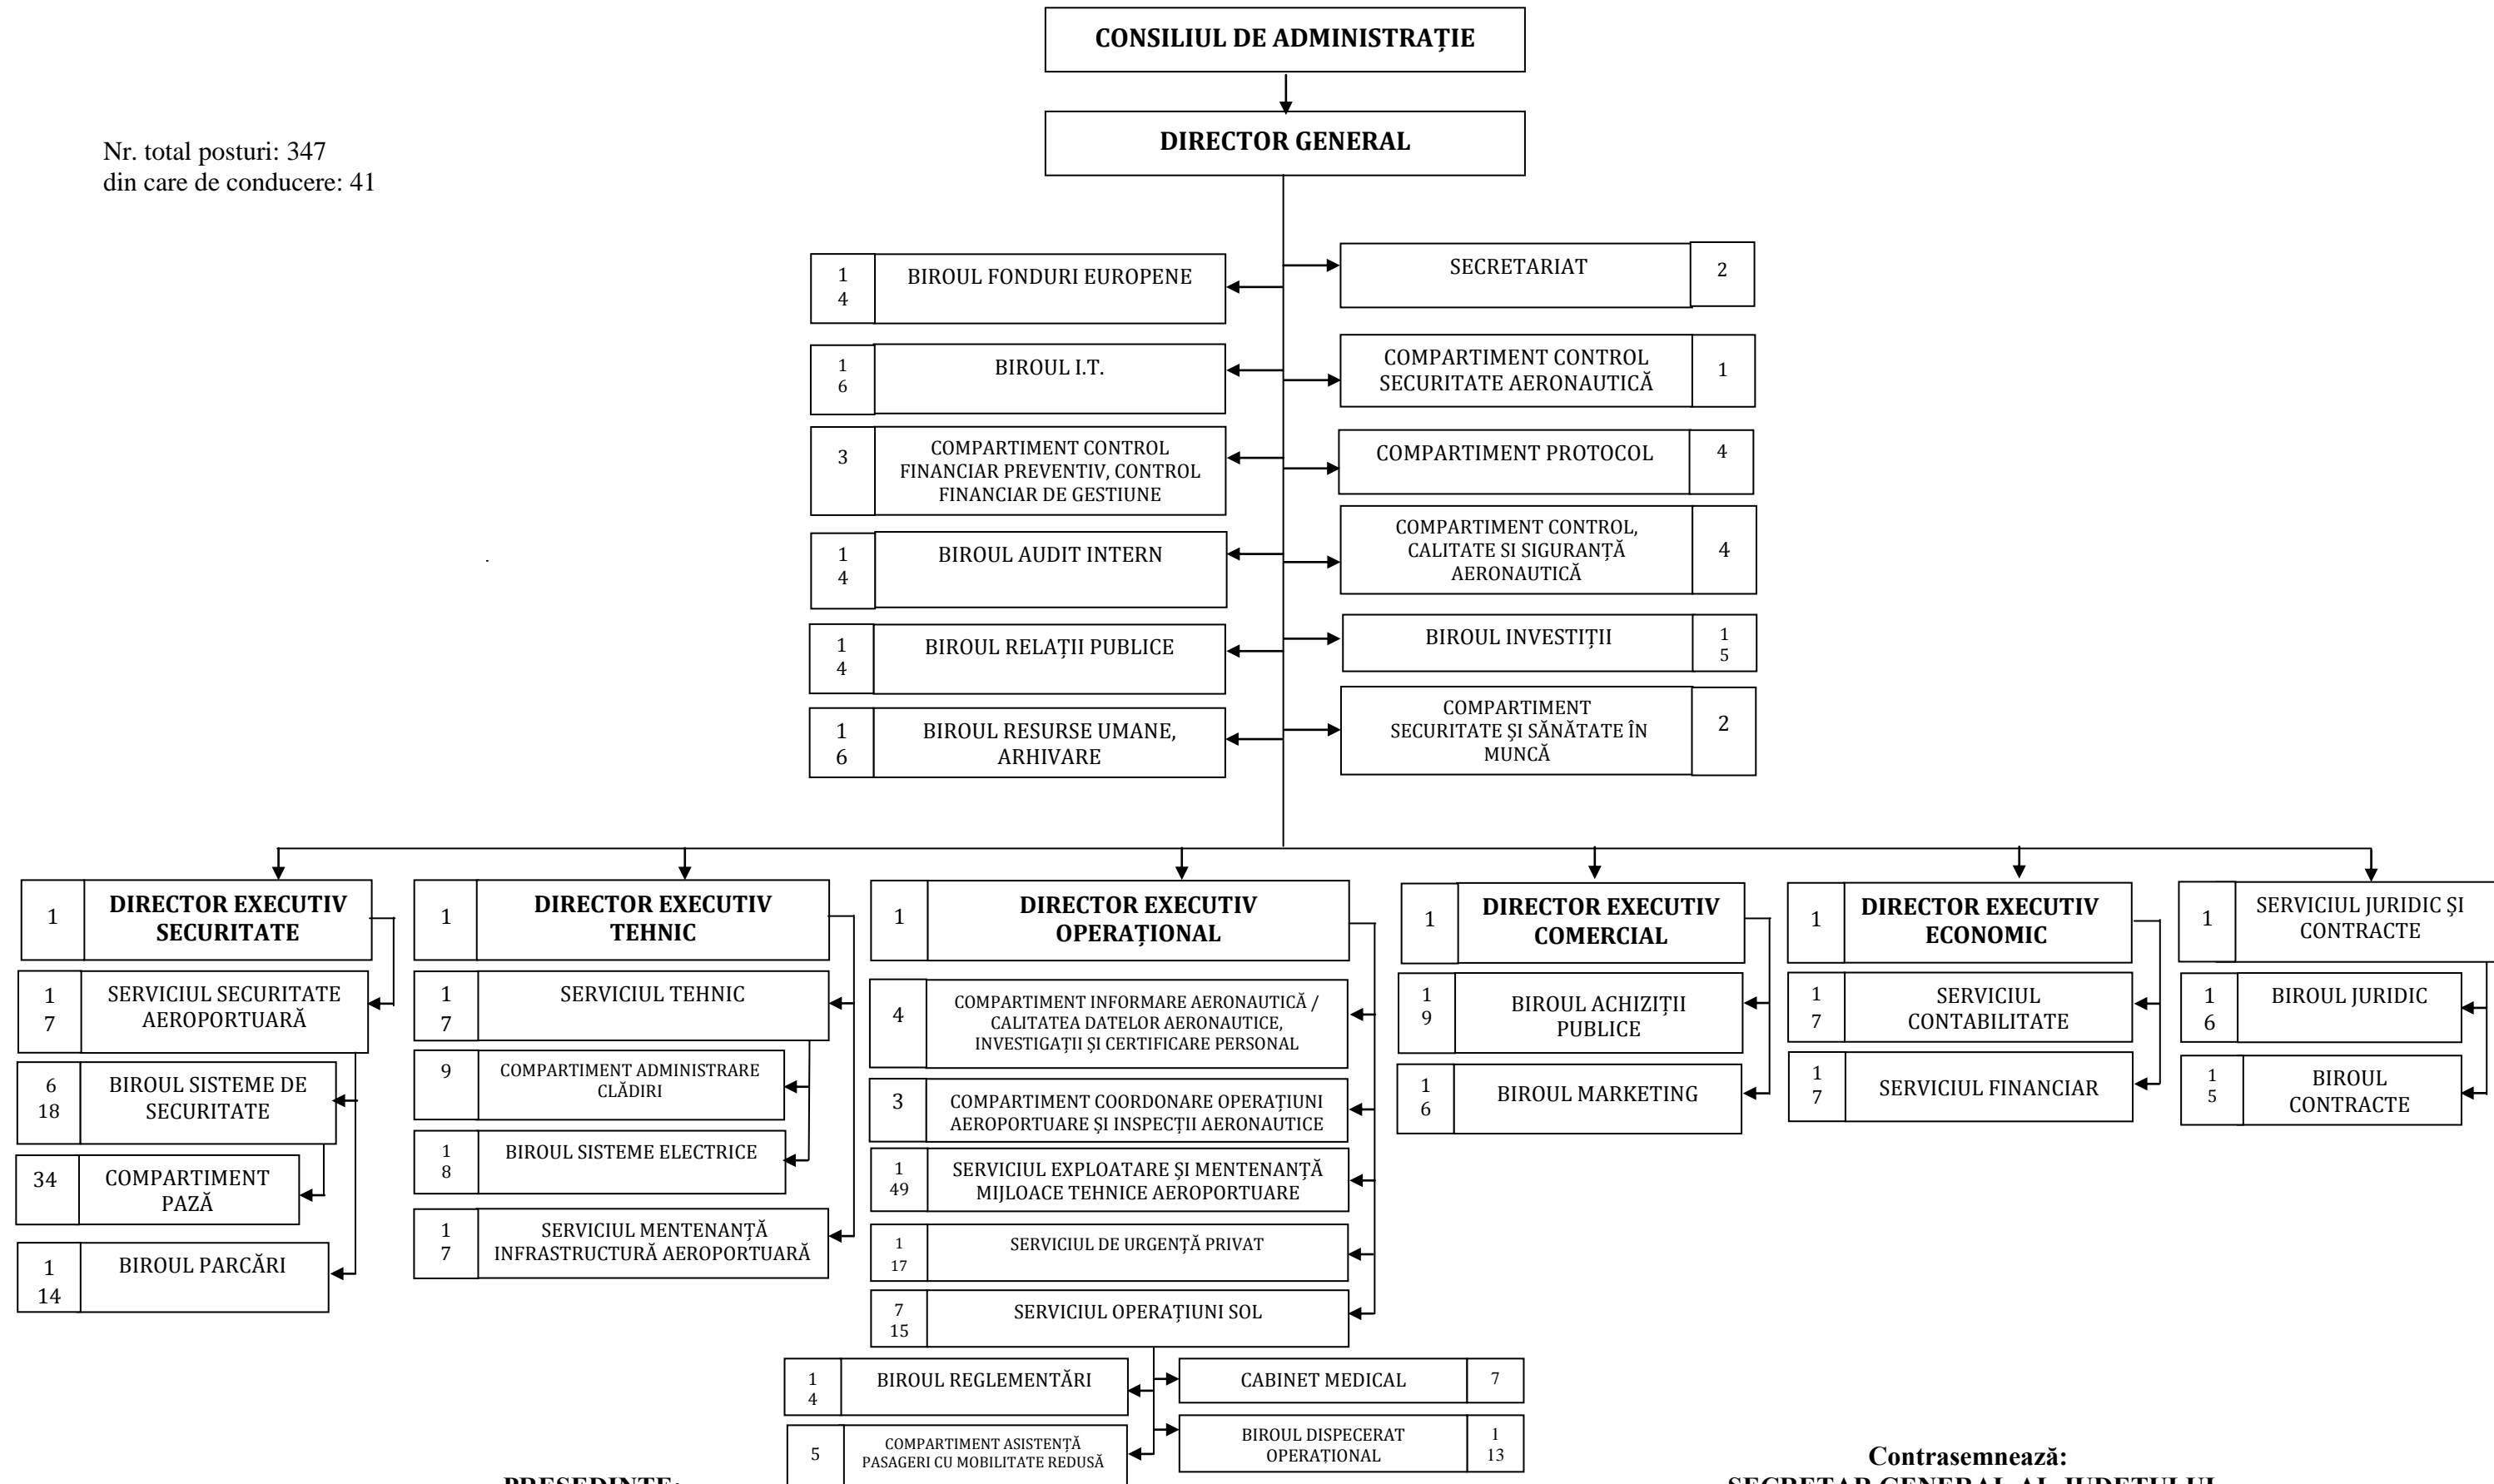 CONSILIUL DE ADMINISTRAȚIE
DIRECTOR GENERAL
Nr. total posturi: 347
din care de conducere: 41
1
4
BIROUL FONDURI EUROPENE
SECRETARIAT
2
1
6
BIROUL I.T.
COMPARTIMENT CONTROL
SECURITATE AERONAUTICĂ
1
3
COMPARTIMENT CONTROL
FINANCIAR PREVENTIV, CONTROL
FINANCIAR DE GESTIUNE
COMPARTIMENT PROTOCOL
4
1
4
BIROUL AUDIT INTERN
COMPARTIMENT CONTROL,
CALITATE SI SIGURANȚĂ
AERONAUTICĂ
4
1
4
BIROUL RELAȚII PUBLICE
BIROUL INVESTIȚII
1
5
1
6
BIROUL RESURSE UMANE,
ARHIVARE
COMPARTIMENT
SECURITATE ȘI SĂNĂTATE ÎN
MUNCĂ
2
1
DIRECTOR EXECUTIV
SECURITATE
1
7
SERVICIUL SECURITATE
AEROPORTUARĂ
6
18
BIROUL SISTEME DE
SECURITATE
34
COMPARTIMENT
PAZĂ
1
14
BIROUL PARCĂRI
1
DIRECTOR EXECUTIV
TEHNIC
1
7
SERVICIUL TEHNIC
9
COMPARTIMENT ADMINISTRARE
CLĂDIRI
1
8
BIROUL SISTEME ELECTRICE
1
7
SERVICIUL MENTENANȚĂ
INFRASTRUCTURĂ AEROPORTUARĂ
1
DIRECTOR EXECUTIV
OPERAȚIONAL
4
COMPARTIMENT INFORMARE AERONAUTICĂ /
CALITATEA DATELOR AERONAUTICE,
INVESTIGAȚII ȘI CERTIFICARE PERSONAL
3
COMPARTIMENT COORDONARE OPERAȚIUNI
AEROPORTUARE ȘI INSPECȚII AERONAUTICE
1
49
SERVICIUL EXPLOATARE ȘI MENTENANȚĂ
MIJLOACE TEHNICE AEROPORTUARE
1
17
SERVICIUL DE URGENȚĂ PRIVAT
7
15
SERVICIUL OPERAȚIUNI SOL
1
4
BIROUL REGLEMENTĂRI
CABINET MEDICAL
7
5
COMPARTIMENT ASISTENȚĂ
PASAGERI CU MOBILITATE REDUSĂ
BIROUL DISPECERAT
OPERAȚIONAL
1
13
1
DIRECTOR EXECUTIV
COMERCIAL
1
9
BIROUL ACHIZIȚII
PUBLICE
1
6
BIROUL MARKETING
1
DIRECTOR EXECUTIV
ECONOMIC
1
7
SERVICIUL
CONTABILITATE
1
7
SERVICIUL FINANCIAR
1
SERVICIUL JURIDIC ȘI
CONTRACTE
1
6
BIROUL JURIDIC
1
5
BIROUL
CONTRACTE
Contrasemnează:
SECRETAR GENERAL AL JUDEȚULUI
PREȘEDINTE: